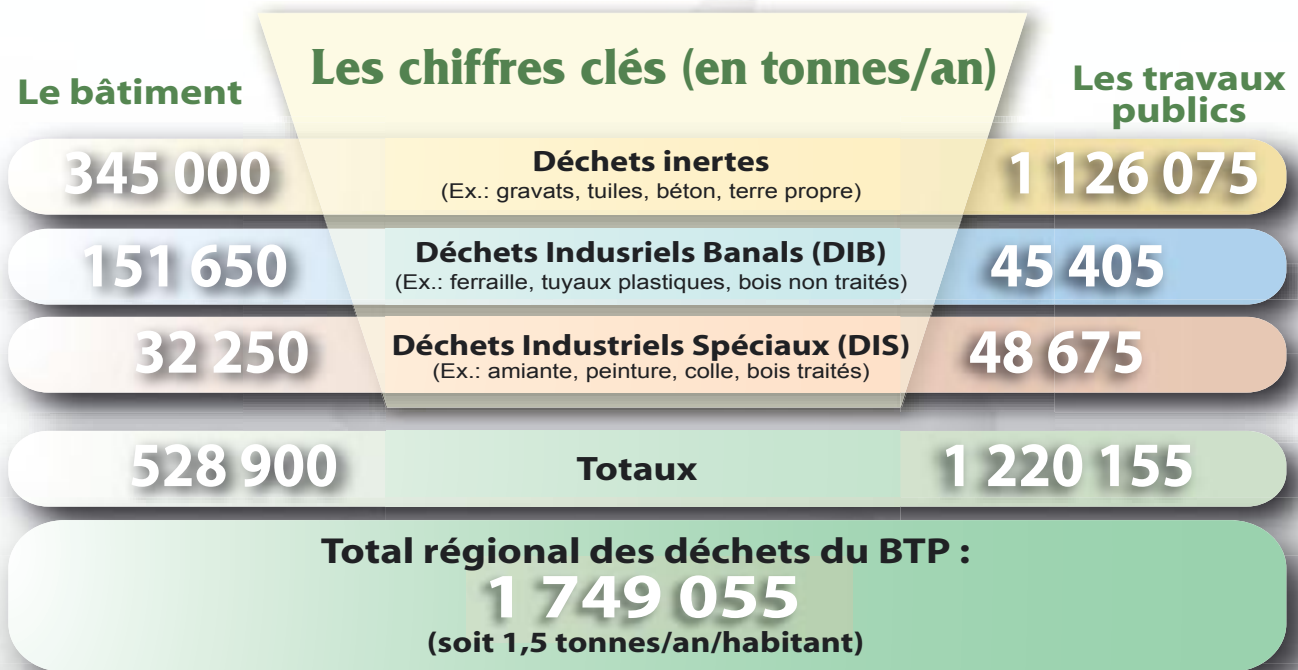 Les chiffres clés (en tonnes/an)
Le bâtiment
Les travaux
publics
345 000
Déchets inertes
(Ex.: gravats, tuiles, béton, terre propre)
1 126 075
151 650
Déchets Indusriels Banals (DIB)
(Ex.: ferraille, tuyaux plastiques, bois non traités)
45 405
32 250
Déchets Industriels Spéciaux (DIS)
(Ex.: amiante, peinture, colle, bois traités)
48 675
528 900
Totaux
1 220 155
Total régional des déchets du BTP :
1 749 055
(soit 1,5 tonnes/an/habitant)